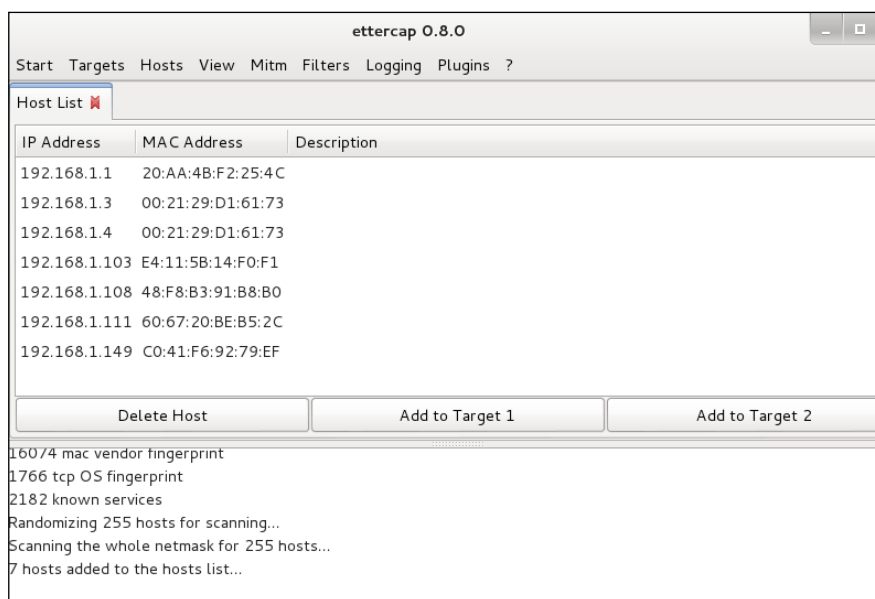 ettercap 0.8.0
Start Targets Hosts View Mitm Filters Logging Plugins ?
Host List
IP Address MAC Address Description
192.168.1.1 20:AA:4B:F2:25:4C
192.168.1.3 00:21:29:D1:61:73
192.168.1.4 00:21:29:D1:61:73
192.168.1.103 E4:11:5B:14:F0:F1
192.168.1.108 48:F8:B3:91:B8:B0
192.168.1.111 60:67:20:BE:B5:2C
192.168.1.149 C0:41:F6:92:79:EF
Delete Host Add to Target 1 Add to Target 2
16074 mac vendor fingerprint
1766 tcp OS fingerprint
2182 known services
Randomizing 255 hosts for scanning...
Scanning the whole netmask for 255 hosts...
7 hosts added to the hosts list...